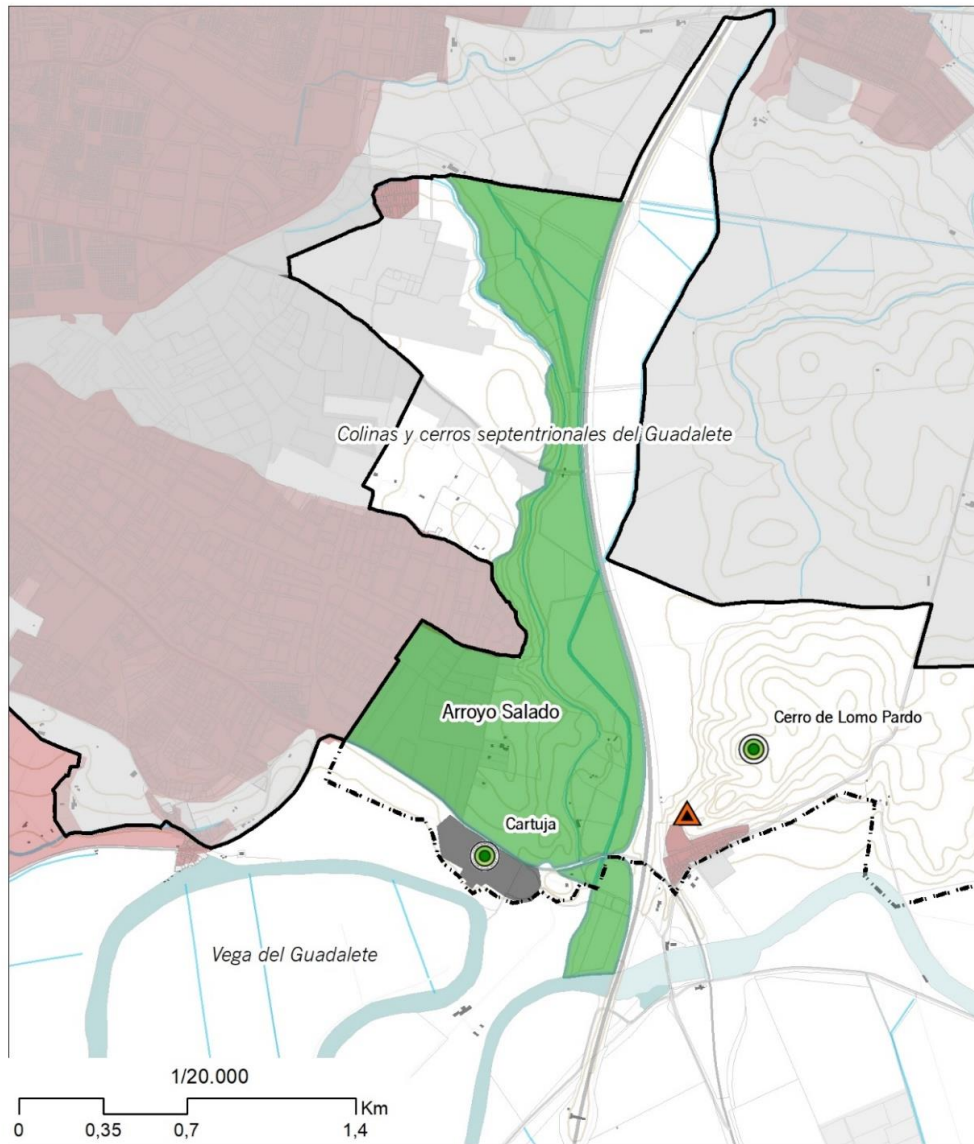 Colinas y cerros septentrionales del Guadalete
Arroyo Salado
Cerro de Lomo Pardo
Cartuja
Vega del Guadalete
1/20.000
Km
0 0,35 0,7 1,4